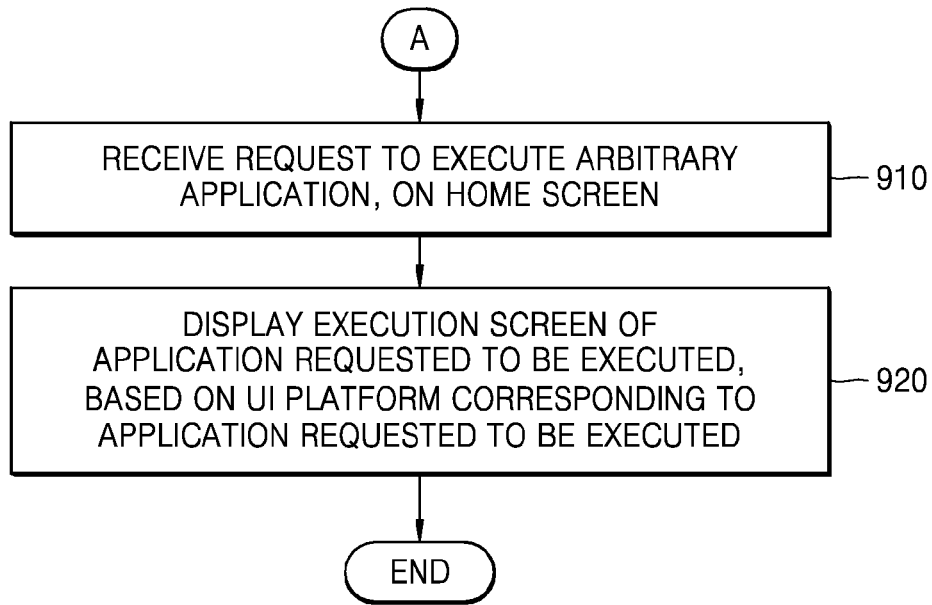 A
RECEIVE REQUEST TO EXECUTE ARBITRARY
APPLICATION, ON HOME SCREEN
910
DISPLAY EXECUTION SCREEN OF
APPLICATION REQUESTED TO BE EXECUTED,
BASED ON UI PLATFORM CORRESPONDING TO
APPLICATION REQUESTED TO BE EXECUTED
920
END